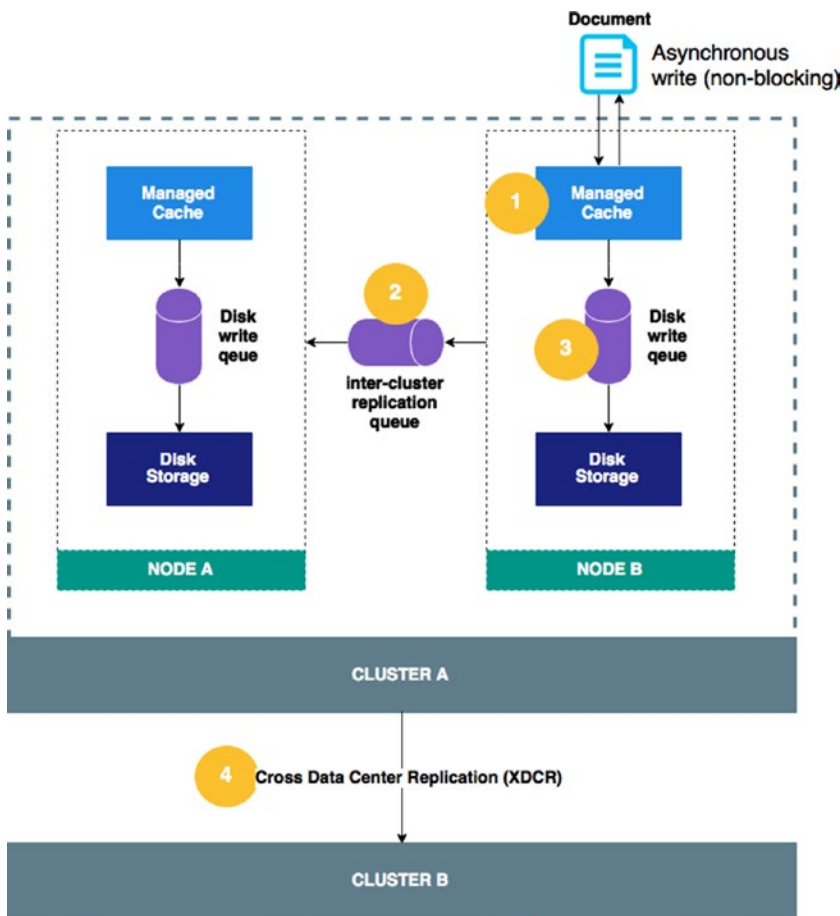 Document
Asynchronous
write (non-blocking)
Managed
Cache
1
Managed
Cache
2
Disk
write
qeue
3
Disk
write
qeue
inter-cluster
replication
queue
Disk
Storage
Disk
Storage
NODE A
NODE B
CLUSTER A
4
Cross Data Center Replication (XDCR)
CLUSTER B